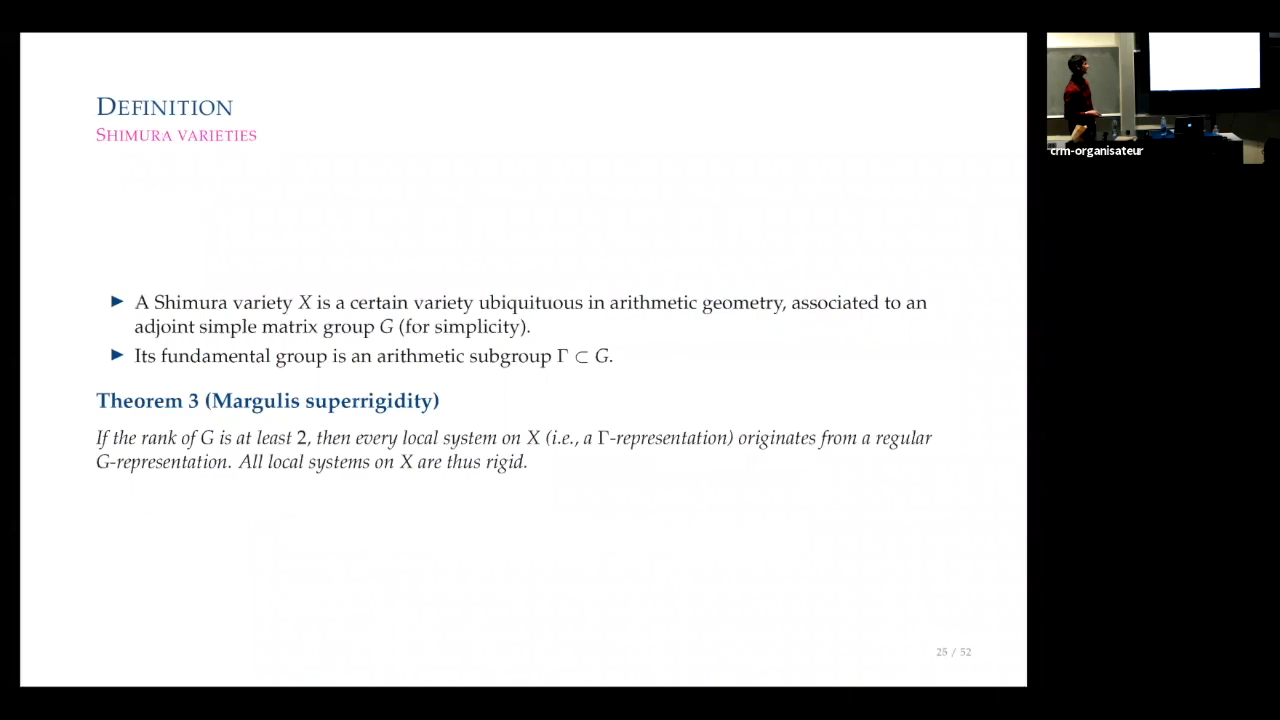 DEFINITION
SHIMURA VARIETIES
► A Shimura variety X is a certain variety ubiquituous in arithmetic geometry, associated to an
adjoint simple matrix group G (for simplicity).
► Its fundamental group is an arithmetic subgroup Γ ⊂ G.
Theorem 3 (Margulis superrigidity)
If the rank of G is at least 2, then every local system on X (i.e., a Γ-representation) originates from a regular
G-representation. All local systems on X are thus rigid.
25 / 52
crm-organisateur